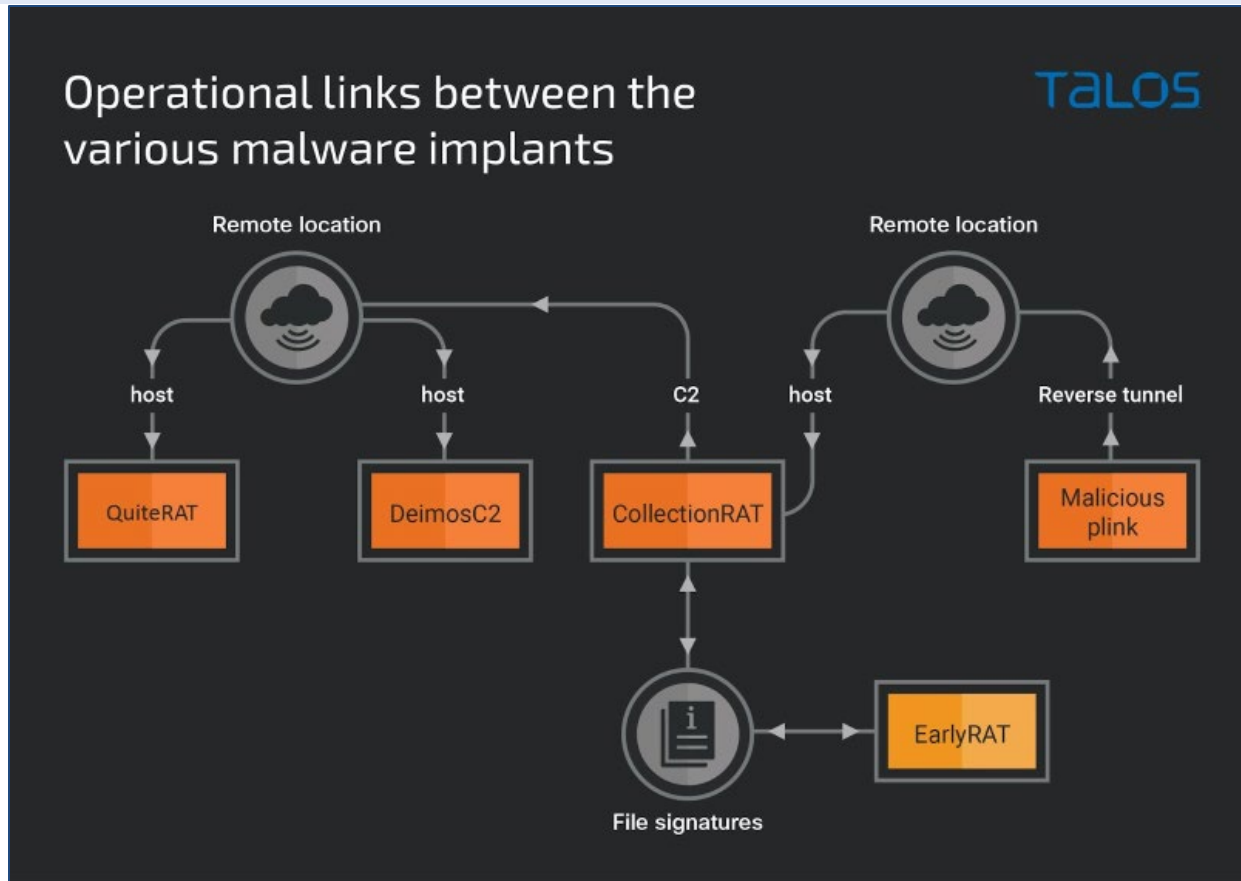 Operational links between the
various malware implants
TALOS
Remote location
Remote location
host
host
C2
host
Reverse tunnel
QuiteRAT
DeimosC2
CollectionRAT
Malicious
plink
i
EarlyRAT
File signatures